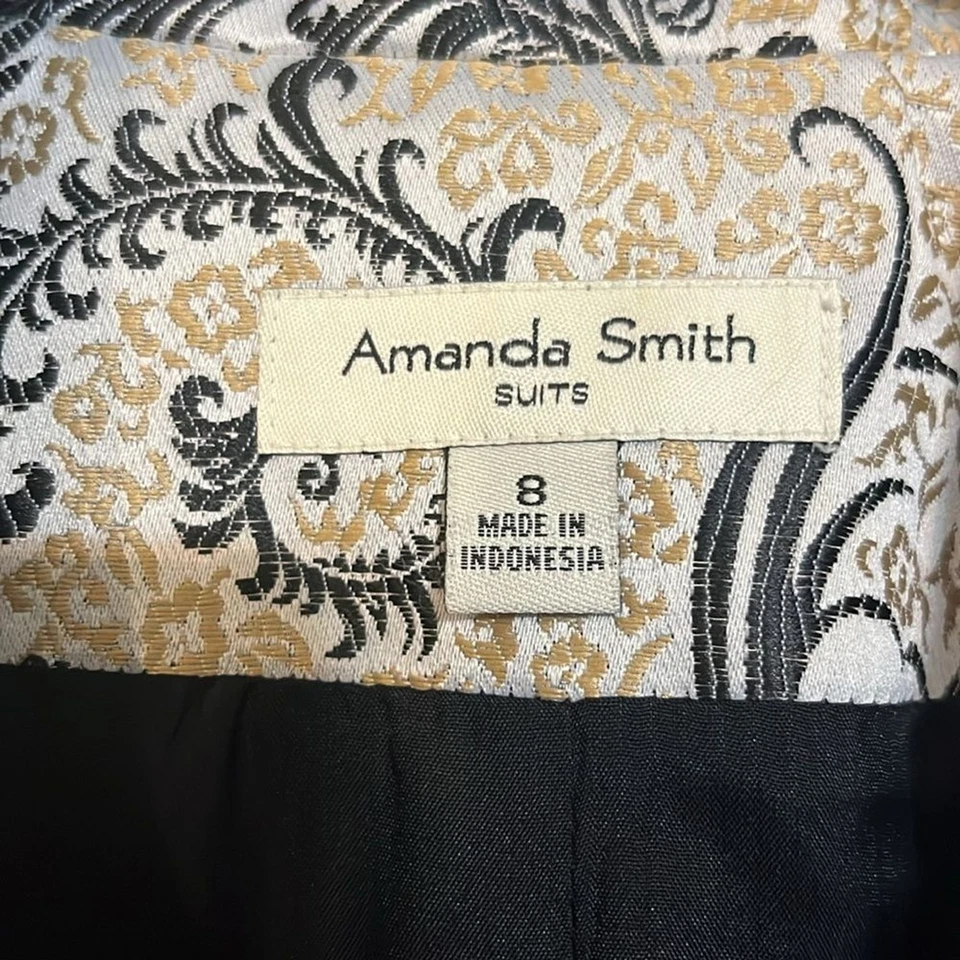 Amanda Smith
SUITS
8
MADE IN
INDONESIA